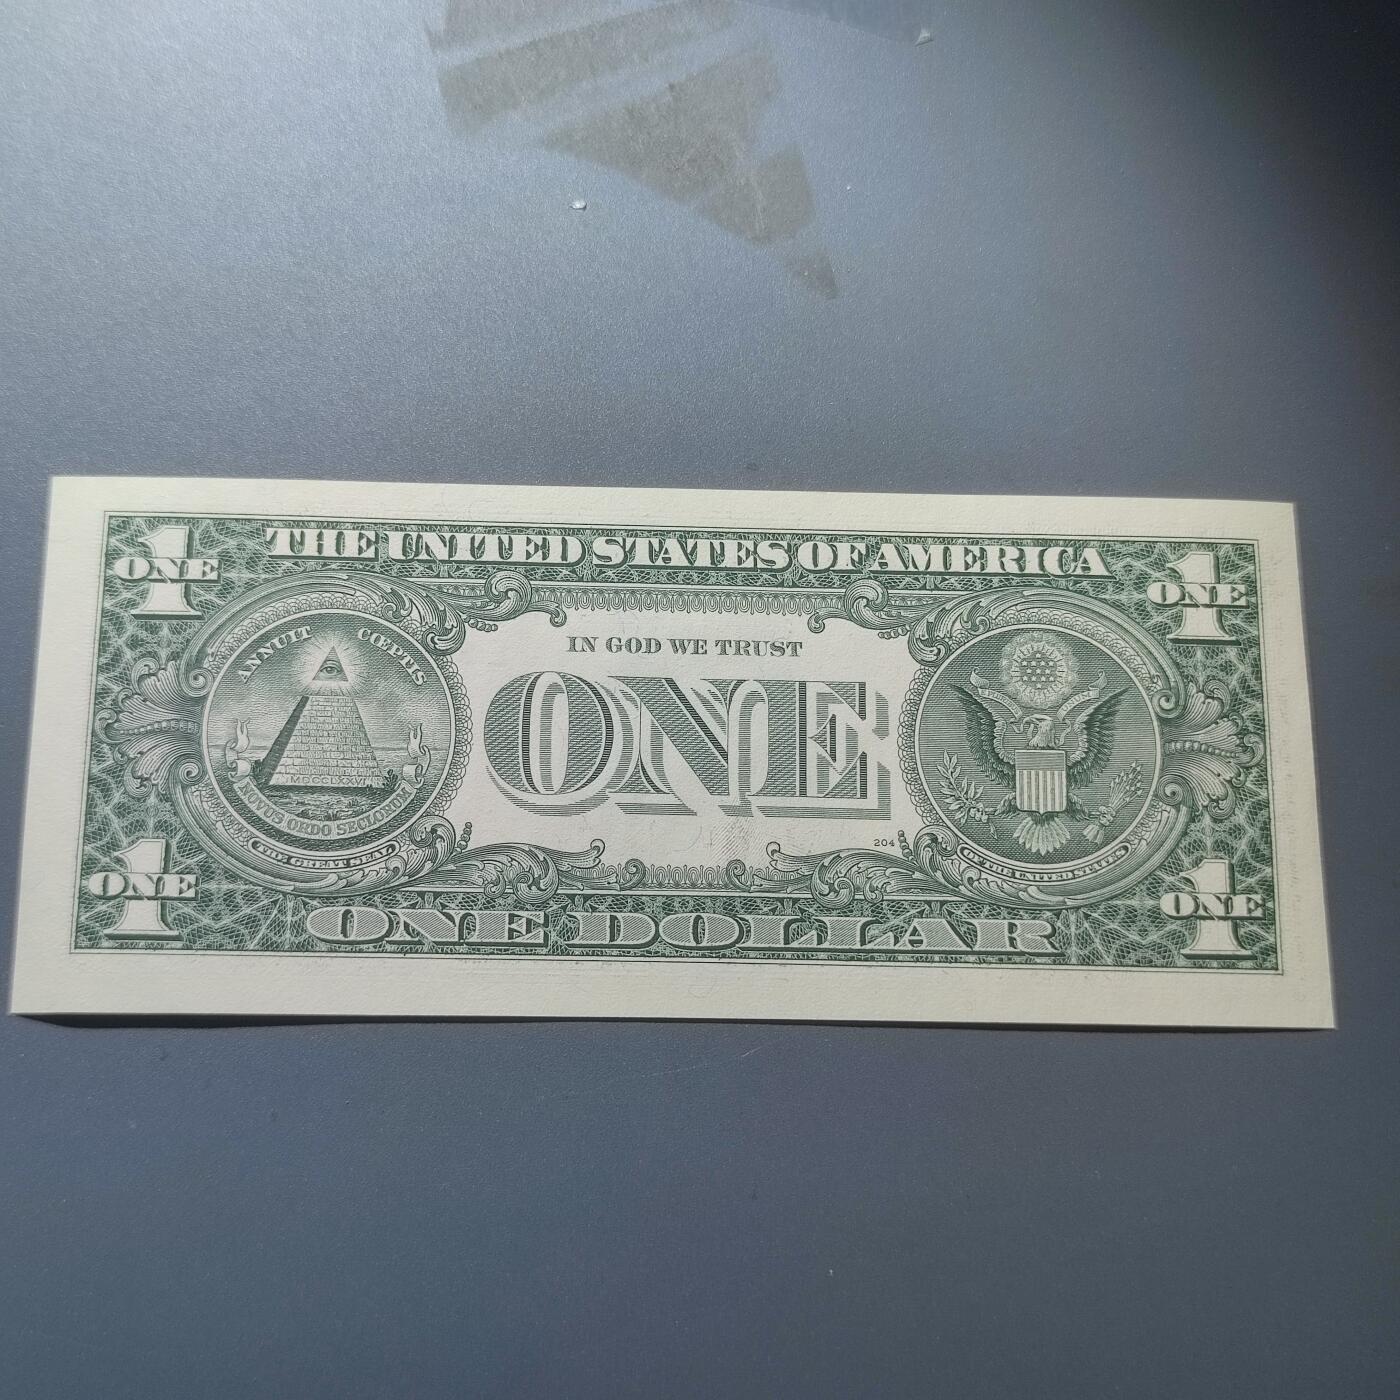 THE UNITED STATES OF AMERICA
1
ONE
1
ONE
ANNUIT CŒPTIS
MDCCLXXVI
NOVUS ORDO SECLORUM
THE GREAT SEAL
IN GOD WE TRUST
ONE
204
OF THE UNITED STATES
1
ONE
1
ONE
ONE DOLLAR